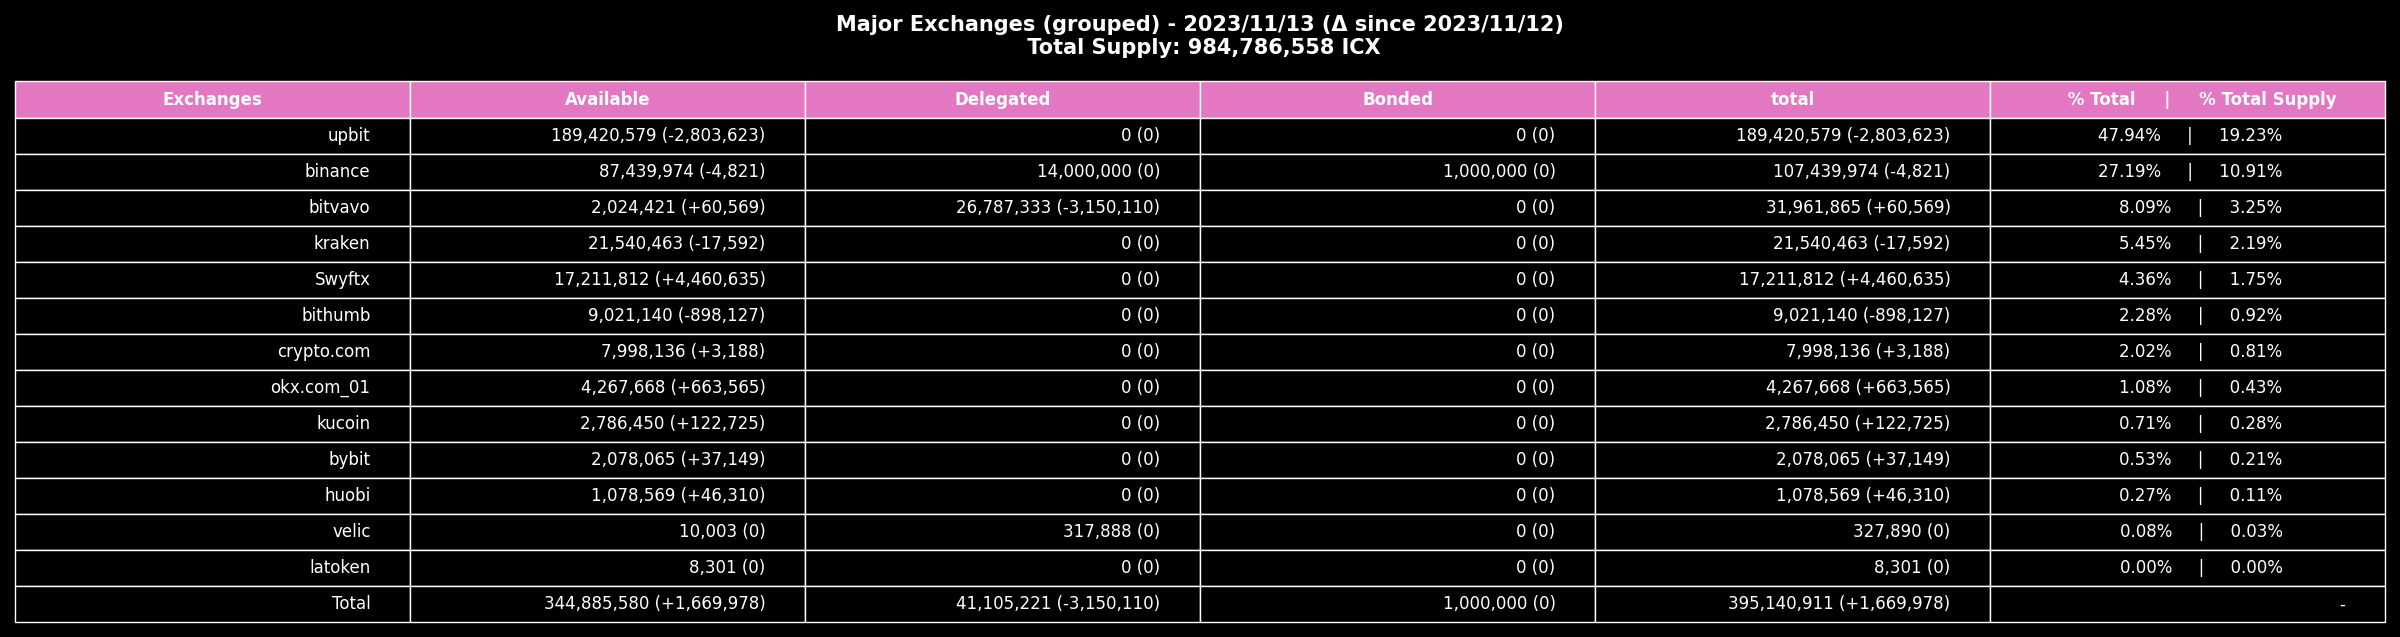 Major Exchanges (grouped) - 2023/11/13 (Δ since 2023/11/12)
Total Supply: 984,786,558 ICX
Exchanges Available Delegated Bonded total % Total | % Total Supply
upbit 189,420,579 (-2,803,623) 0 (0) 0 (0) 189,420,579 (-2,803,623) 47.94% | 19.23%
binance 87,439,974 (-4,821) 14,000,000 (0) 1,000,000 (0) 107,439,974 (-4,821) 27.19% | 10.91%
bitvavo 2,024,421 (+60,569) 26,787,333 (-3,150,110) 0 (0) 31,961,865 (+60,569) 8.09% | 3.25%
kraken 21,540,463 (-17,592) 0 (0) 0 (0) 21,540,463 (-17,592) 5.45% | 2.19%
Swyftx 17,211,812 (+4,460,635) 0 (0) 0 (0) 17,211,812 (+4,460,635) 4.36% | 1.75%
bithumb 9,021,140 (-898,127) 0 (0) 0 (0) 9,021,140 (-898,127) 2.28% | 0.92%
crypto.com 7,998,136 (+3,188) 0 (0) 0 (0) 7,998,136 (+3,188) 2.02% | 0.81%
okx.com_01 4,267,668 (+663,565) 0 (0) 0 (0) 4,267,668 (+663,565) 1.08% | 0.43%
kucoin 2,786,450 (+122,725) 0 (0) 0 (0) 2,786,450 (+122,725) 0.71% | 0.28%
bybit 2,078,065 (+37,149) 0 (0) 0 (0) 2,078,065 (+37,149) 0.53% | 0.21%
huobi 1,078,569 (+46,310) 0 (0) 0 (0) 1,078,569 (+46,310) 0.27% | 0.11%
velic 10,003 (0) 317,888 (0) 0 (0) 327,890 (0) 0.08% | 0.03%
latoken 8,301 (0) 0 (0) 0 (0) 8,301 (0) 0.00% | 0.00%
Total 344,885,580 (+1,669,978) 41,105,221 (-3,150,110) 1,000,000 (0) 395,140,911 (+1,669,978) -